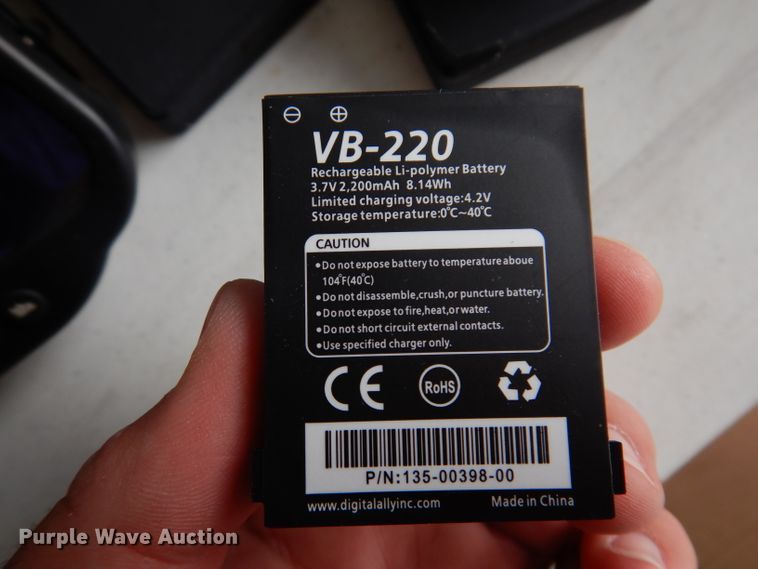 ⊖ ⊕
VB-220
Rechargeable Li-polymer Battery
3.7V 2,200mAh 8.14Wh
Limited charging voltage:4.2V
Storage temperature:0℃~40℃
CAUTION
•Do not expose battery to temperature aboue
104°F(40℃)
•Do not disassemble,crush,or puncture battery.
•Do not expose to fire,heat,or water.
•Do not short circuit external contacts.
•Use specified charger only.
CE RoHS
P/N:135-00398-00
www.digitalallyinc.com Made in China
Purple Wave Auction